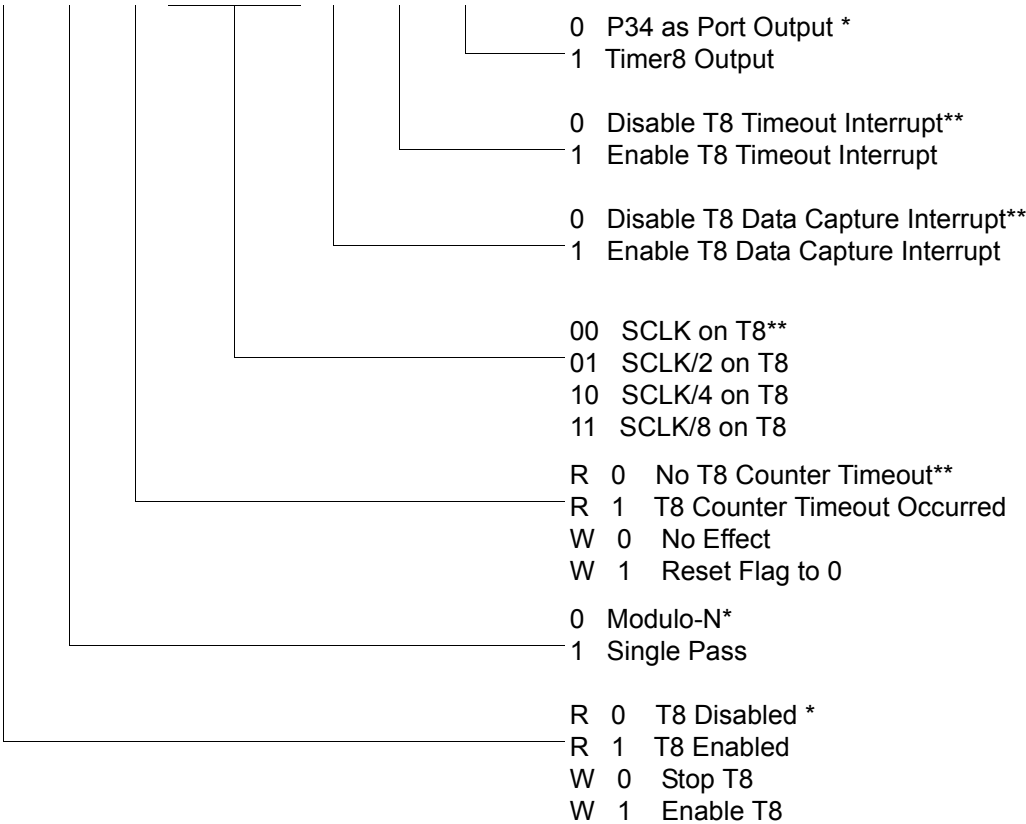 0 P34 as Port Output *
1 Timer8 Output
0 Disable T8 Timeout Interrupt**
1 Enable T8 Timeout Interrupt
0 Disable T8 Data Capture Interrupt**
1 Enable T8 Data Capture Interrupt
00 SCLK on T8**
01 SCLK/2 on T8
10 SCLK/4 on T8
11 SCLK/8 on T8
R 0 No T8 Counter Timeout**
R 1 T8 Counter Timeout Occurred
W 0 No Effect
W 1 Reset Flag to 0
0 Modulo-N*
1 Single Pass
R 0 T8 Disabled *
R 1 T8 Enabled
W 0 Stop T8
W 1 Enable T8